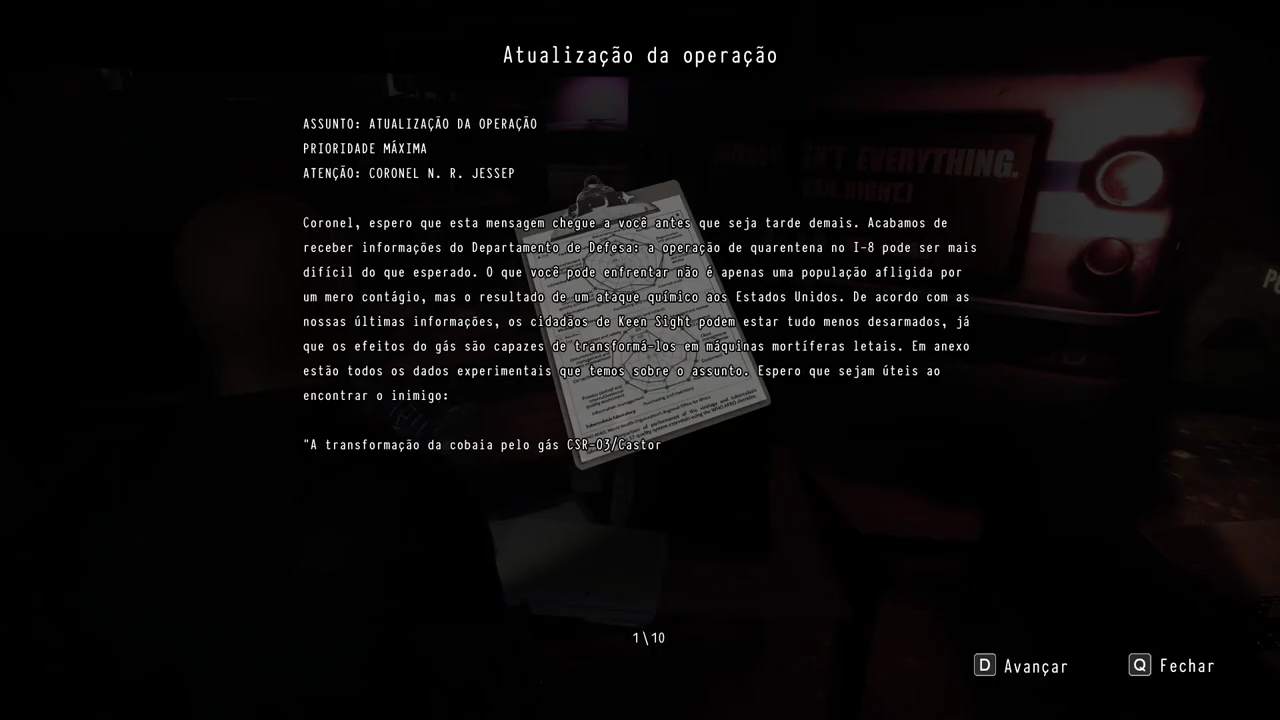 Atualização da operação
ASSUNTO: ATUALIZAÇÃO DA OPERAÇÃO
PRIORIDADE MÁXIMA
ATENÇÃO: CORONEL N. R. JESSEP
Coronel, espero que esta mensagem chegue a você antes que seja tarde demais. Acabamos de
receber informações do Departamento de Defesa: a operação de quarentena no I-8 pode ser mais
difícil do que esperado. O que você pode enfrentar não é apenas uma população afligida por
um mero contágio, mas o resultado de um ataque químico aos Estados Unidos. De acordo com as
nossas últimas informações, os cidadãos de Keen Sight podem estar tudo menos desarmados, já
que os efeitos do gás são capazes de transformá-los em máquinas mortíferas letais. Em anexo
estão todos os dados experimentais que temos sobre o assunto. Espero que sejam úteis ao
encontrar o inimigo:
"A transformação da cobaia pelo gás CSR-03/Castor
EVERYTHING.
1\10
D Avançar
Q Fechar